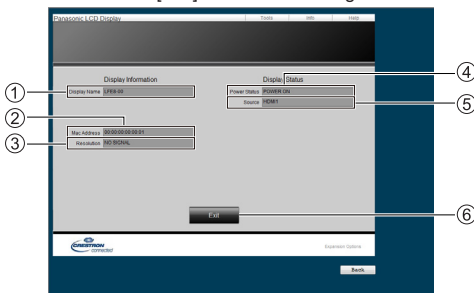 Panasonic LCD Display Tools Info Help
Display Information
Display Status
① Display Name LFE8-00
Power Status POWER ON ④
Source HDMI1 ⑤
② Mac Address 00:00:00:00:00:01
③ Resolution NO SIGNAL
Exit ⑥
CRESTRON
connected
Expansion Options
Back